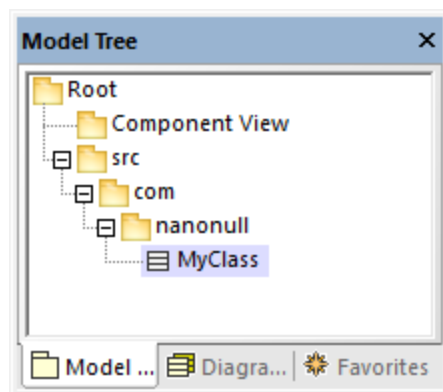 Model Tree
Root
Component View
src
com
nanonull
MyClass
Model ... Diagra... Favorites